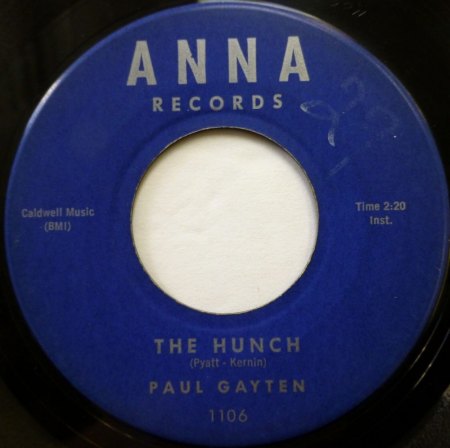 ANNA
RECORDS
Caldwell Music
(BMI)
Time 2:20
Inst.
THE HUNCH
(Pyatt - Kernin)
PAUL GAYTEN
1106